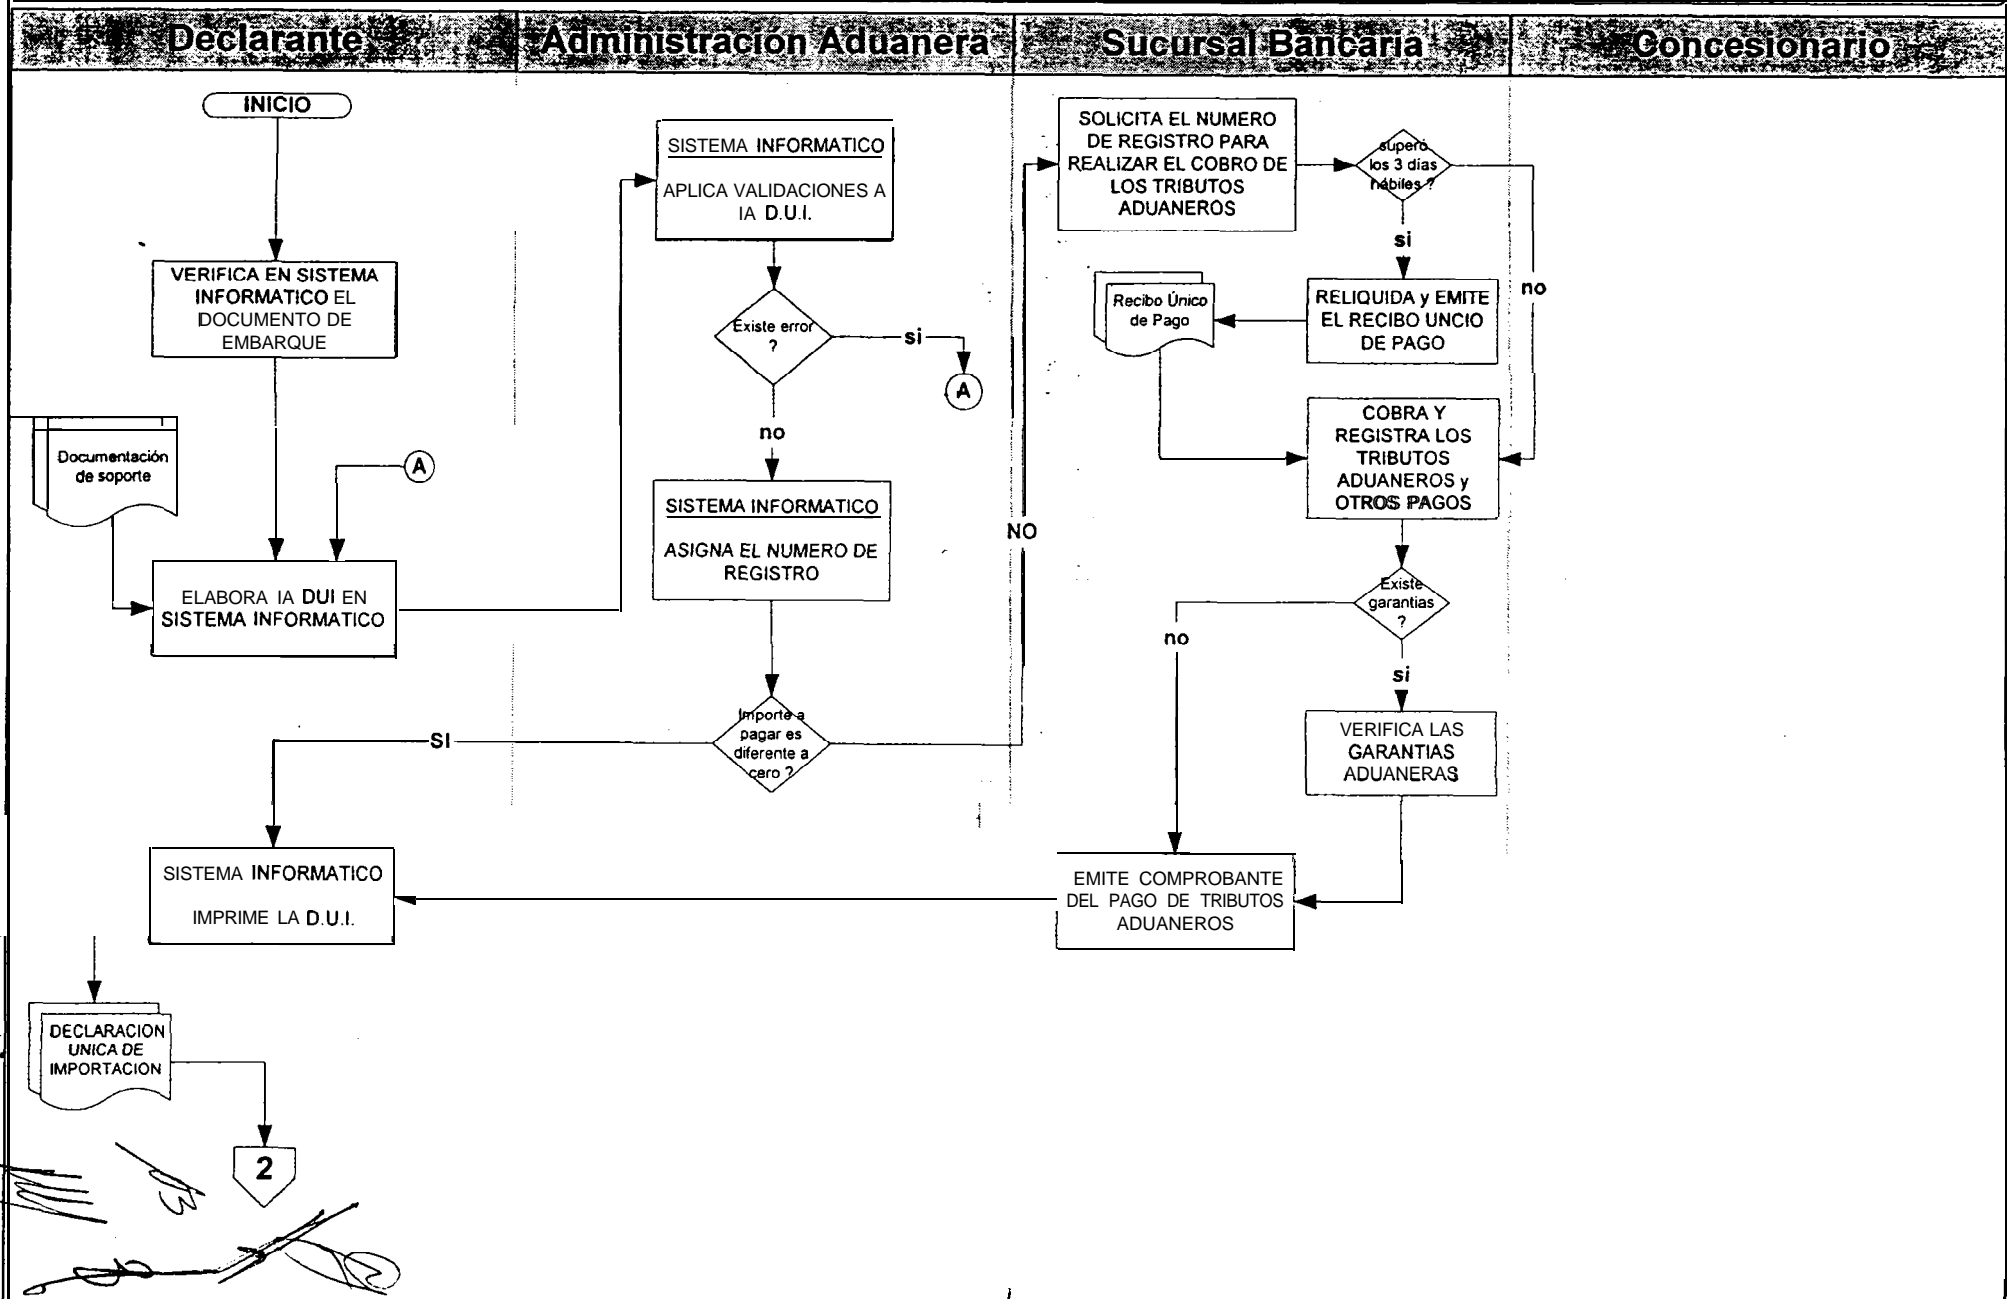 Declarante
Administración Aduanera
Sucursal Bancaria
Concesionario
INICIO
VERIFICA EN SISTEMA
INFORMATICO EL
DOCUMENTO DE
EMBARQUE
Documentación
de soporte
A
ELABORA IA DUI EN
SISTEMA INFORMATICO
SISTEMA INFORMATICO
APLICA VALIDACIONES A
IA D.U.I.
Existe error
?
si
A
no
SISTEMA INFORMATICO
ASIGNA EL NUMERO DE
REGISTRO
Importe a
pagar es
diferente a
cero ?
SI
NO
SOLICITA EL NUMERO
DE REGISTRO PARA
REALIZAR EL COBRO DE
LOS TRIBUTOS
ADUANEROS
superó
los 3 dias
hábiles ?
si
no
RELIQUIDA y EMITE
EL RECIBO UNCIO
DE PAGO
Recibo Único
de Pago
COBRA Y
REGISTRA LOS
TRIBUTOS
ADUANEROS y
OTROS PAGOS
Existe
garantias
?
no
si
VERIFICA LAS
GARANTIAS
ADUANERAS
EMITE COMPROBANTE
DEL PAGO DE TRIBUTOS
ADUANEROS
SISTEMA INFORMATICO
IMPRIME LA D.U.I.
DECLARACION
UNICA DE
IMPORTACION
2